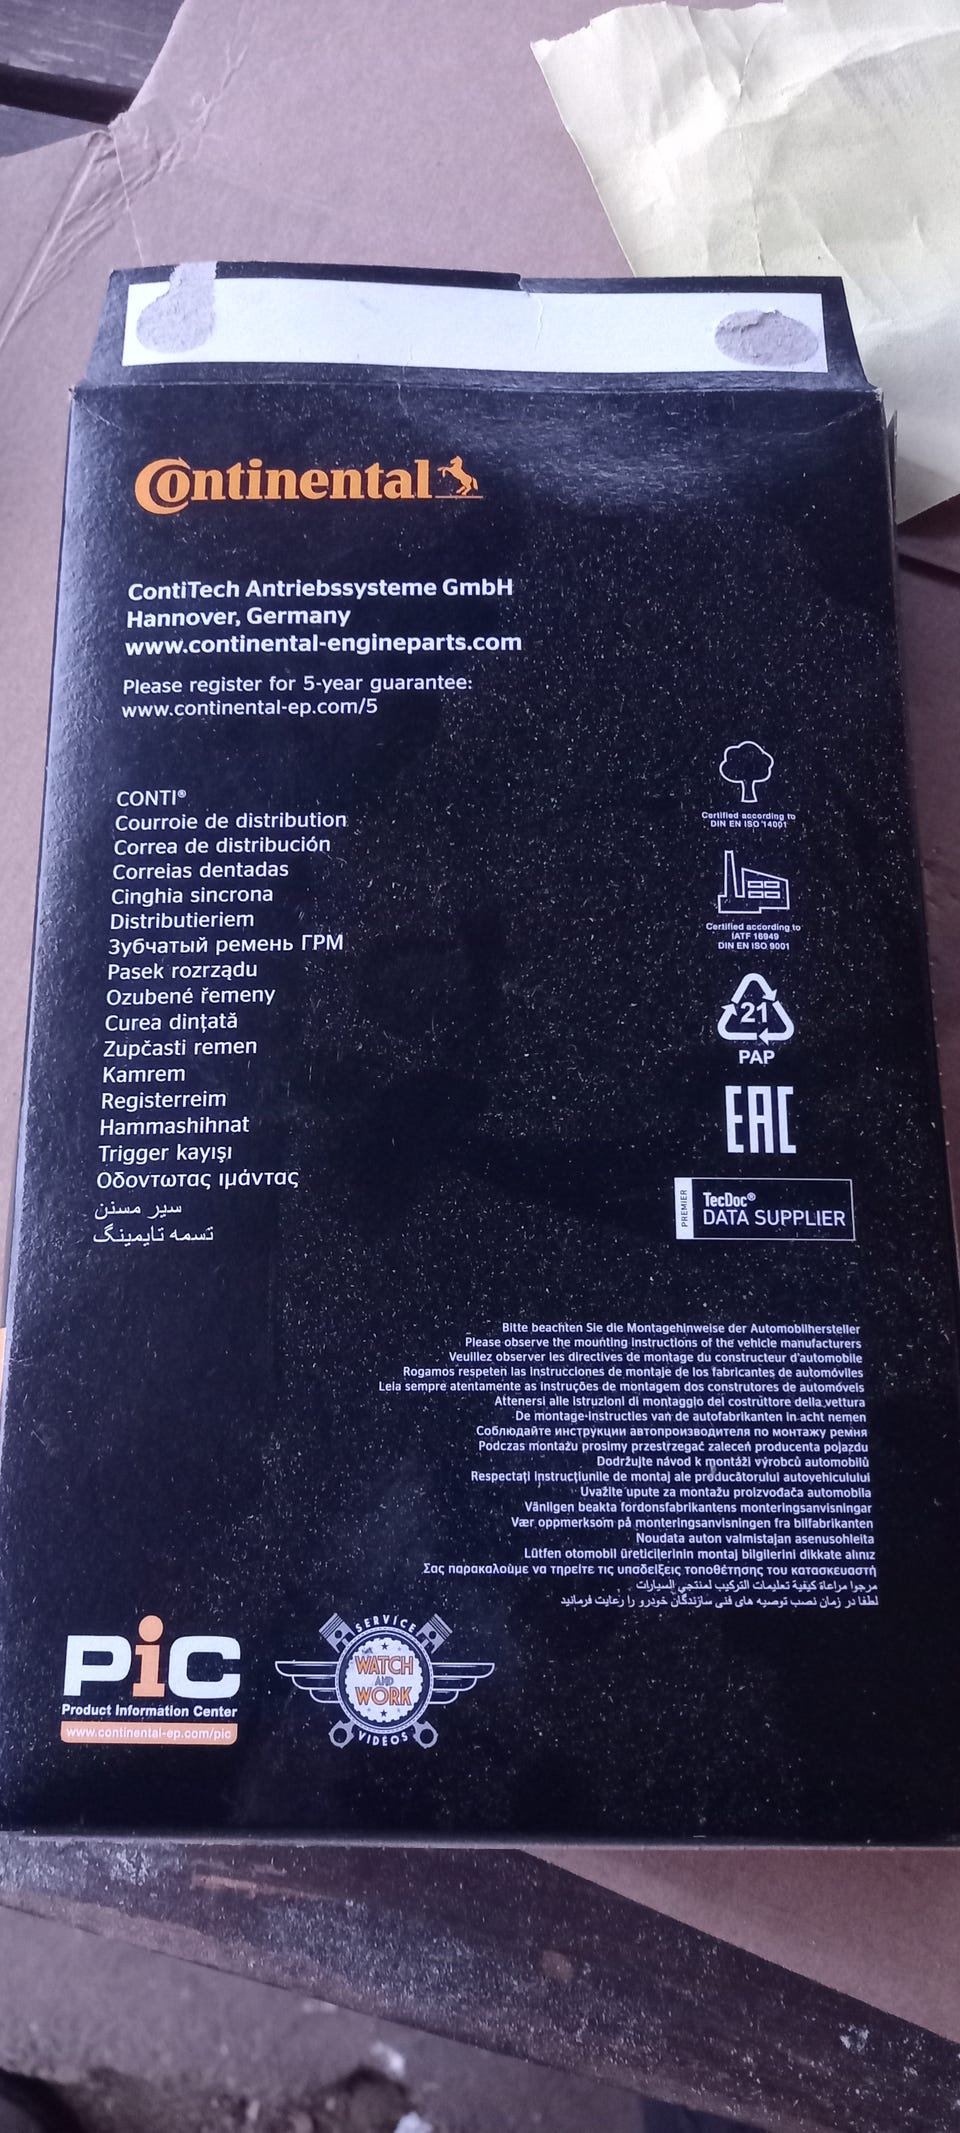 Continental
ContiTech Antriebssysteme GmbH
Hannover, Germany
www.continental-engineparts.com
Please register for 5-year guarantee:
www.continental-ep.com/5
CONTI®
Courroie de distribution
Correa de distribución
Correias dentadas
Cinghia sincrona
Distributieriem
Зубчатый ремень ГРМ
Pasek rozrządu
Ozubené řemeny
Curea dinţată
Zupčasti remen
Kamrem
Registerreim
Hammashihnat
Trigger kayışı
Οδοντωτας ιμάντας
سير مسنن
تسمه تايمينگ
Certified according to
DIN EN ISO 14001
Certified according to
IATF 16949
DIN EN ISO 9001
21
PAP
EAC
PREMIER
TecDoc®
DATA SUPPLIER
Bitte beachten Sie die Montagehinweise der Automobilhersteller
Please observe the mounting instructions of the vehicle manufacturers
Veuillez observer les directives de montage du constructeur d'automobile
Rogamos respeten las instrucciones de montaje de los fabricantes de automóviles
Leia sempre atentamente as instruções de montagem dos construtores de automóveis
Attenersi alle istruzioni di montaggio del costruttore della vettura
De montage-instructies van de autofabrikanten in acht nemen
Соблюдайте инструкции автопроизводителя по монтажу ремня
Podczas montażu prosimy przestrzegać zaleceń producenta pojazdu
Dodržujte návod k montáži výrobců automobilů
Respectaţi instrucţiunile de montaj ale producătorului autovehiculului
Uvažite upute za montažu proizvođača automobila
Vänligen beakta fordonsfabrikantens monteringsanvisningar
Vær oppmerksom på monteringsanvisningen fra bilfabrikanten
Noudata auton valmistajan asenusohleita
Lütfen otomobil üreticilerinin montaj bilgilerini dikkate alınız
Σας παρακαλούμε να τηρείτε τις υποδείξεις τοποθέτησης του κατασκευαστή
مرجوا مراعاة كيفية تعليمات التركيب لمنتجي السيارات
لطفا در زمان نصب توصيه های فنی سازندگان خودرو را رعايت فرمائيد
PiC
Product Information Center
www.continental-ep.com/pic
SERVICE
WATCH
AND
WORK
VIDEOS